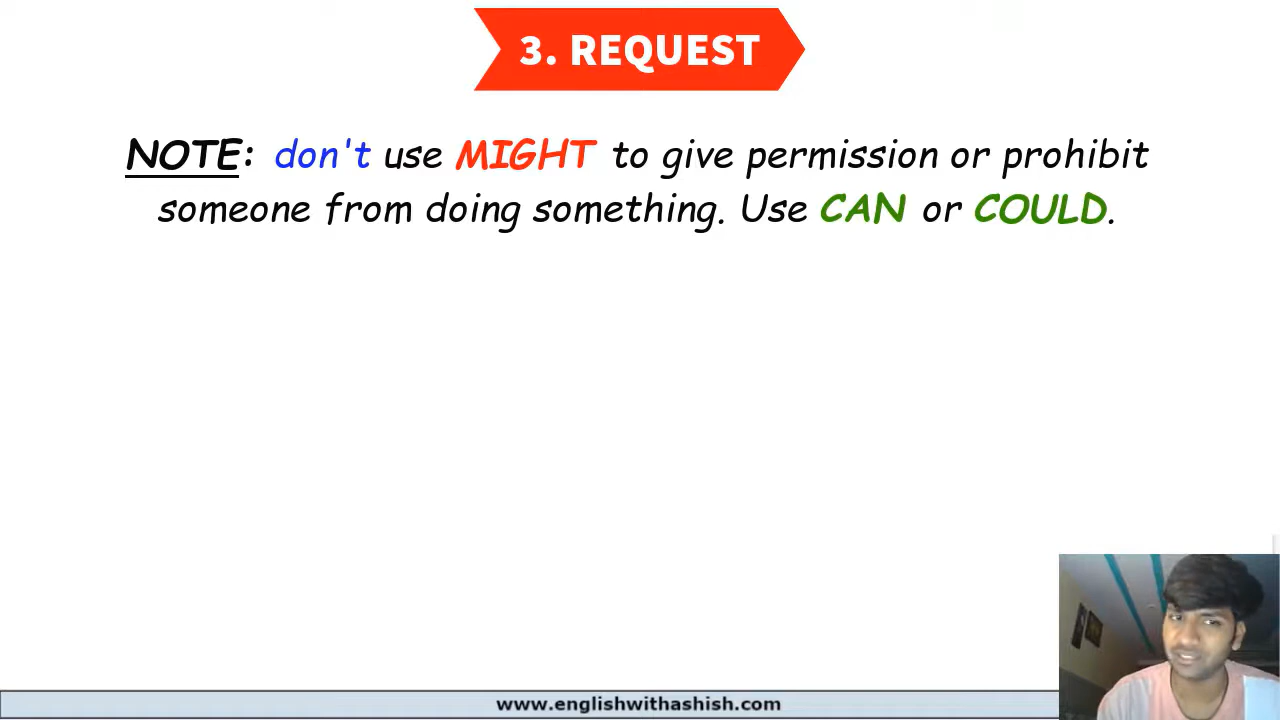 3. REQUEST
NOTE: don't use MIGHT to give permission or prohibit
someone from doing something. Use CAN or COULD.
www.englishwithashish.com